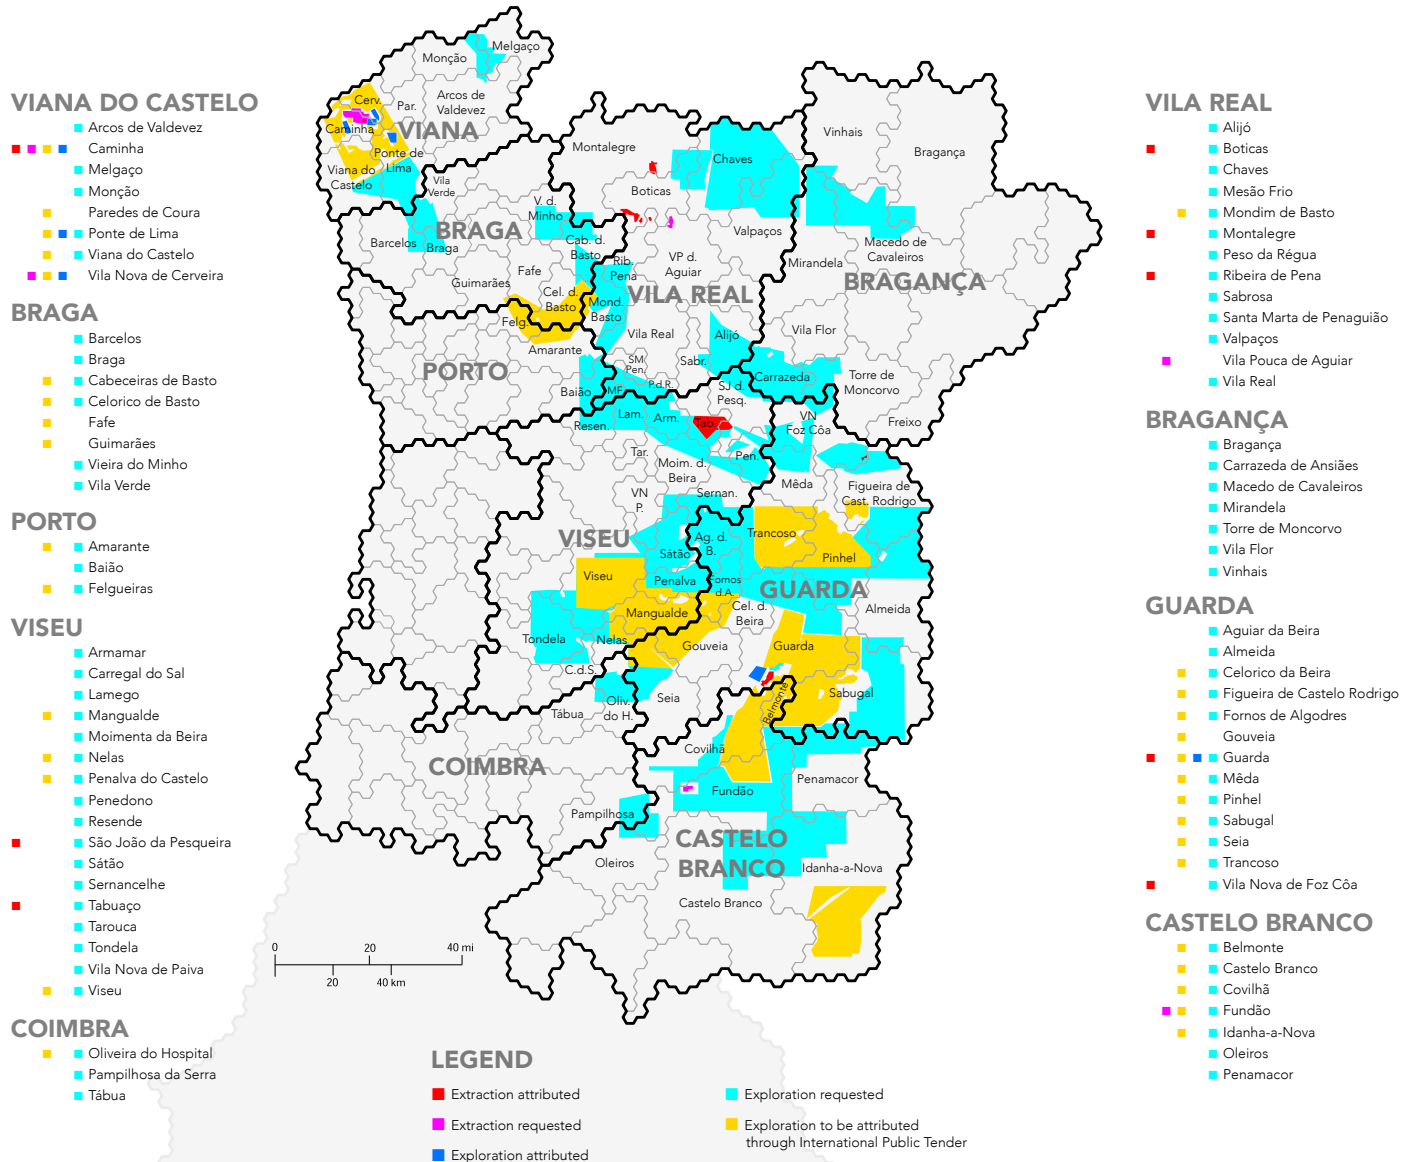 VIANA DO CASTELO
Arcos de Valdevez
Caminha
Melgaço
Monção
Paredes de Coura
Ponte de Lima
Viana do Castelo
Vila Nova de Cerveira
BRAGA
Barcelos
Braga
Cabeceiras de Basto
Celorico de Basto
Fafe
Guimarães
Vieira do Minho
Vila Verde
PORTO
Amarante
Baião
Felgueiras
VISEU
Armamar
Carregal do Sal
Lamego
Mangualde
Moimenta da Beira
Nelas
Penalva do Castelo
Penedono
Resende
São João da Pesqueira
Sátão
Sernancelhe
Tabuaço
Tarouca
Tondela
Vila Nova de Paiva
Viseu
COIMBRA
Oliveira do Hospital
Pampilhosa da Serra
Tábua
Melgaço
Monção
Arcos de
Valdevez
Par.
Cerv.
Caminha
VIANA
Ponte de
Lima
Viana do
Castelo
Vila
Verde
V. d.
Minho
BRAGA
Barcelos
Braga
Cab. d.
Basto
Fafe
Guimarães
Cel. d.
Basto
Felg.
Amarante
PORTO
Baião
Montalegre
Chaves
Boticas
Valpaços
VP d.
Aguiar
Rib.
Pena
VILA REAL
Mond.
Basto
Vila Real
Alijó
SM
Pen.
Sabr.
MF
P.d.R.
Vinhais
Bragança
Macedo de
Cavaleiros
Mirandela
BRAGANÇA
Vila Flor
Carrazeda
Torre de
Moncorvo
Freixo
SJ d.
Pesq.
Resen.
Lam.
Arm.
Tab.
VN
Foz Côa
Tar.
Moim. d.
Beira
Pen.
Mêda
Figueira de
Cast. Rodrigo
VN
P.
Sernan.
VISEU
Sátão
Ag. d.
B.
Trancoso
Pinhel
Viseu
Penalva
Fornos
d.A.
GUARDA
Mangualde
Cel. d.
Beira
Almeida
Tondela
Nelas
Gouveia
Guarda
C.d.S.
Oliv.
do H.
Seia
Sabugal
Belmonte
Tábua
COIMBRA
Covilhã
Fundão
Penamacor
Pampilhosa
CASTELO
BRANCO
Oleiros
Idanha-a-Nova
Castelo Branco
0 20 40 mi
20 40 km
LEGEND
Extraction attributed
Extraction requested
Exploration attributed
Exploration requested
Exploration to be attributed
through International Public Tender
VILA REAL
Alijó
Boticas
Chaves
Mesão Frio
Mondim de Basto
Montalegre
Peso da Régua
Ribeira de Pena
Sabrosa
Santa Marta de Penaguião
Valpaços
Vila Pouca de Aguiar
Vila Real
BRAGANÇA
Bragança
Carrazeda de Ansiães
Macedo de Cavaleiros
Mirandela
Torre de Moncorvo
Vila Flor
Vinhais
GUARDA
Aguiar da Beira
Almeida
Celorico da Beira
Figueira de Castelo Rodrigo
Fornos de Algodres
Gouveia
Guarda
Mêda
Pinhel
Sabugal
Seia
Trancoso
Vila Nova de Foz Côa
CASTELO BRANCO
Belmonte
Castelo Branco
Covilhã
Fundão
Idanha-a-Nova
Oleiros
Penamacor